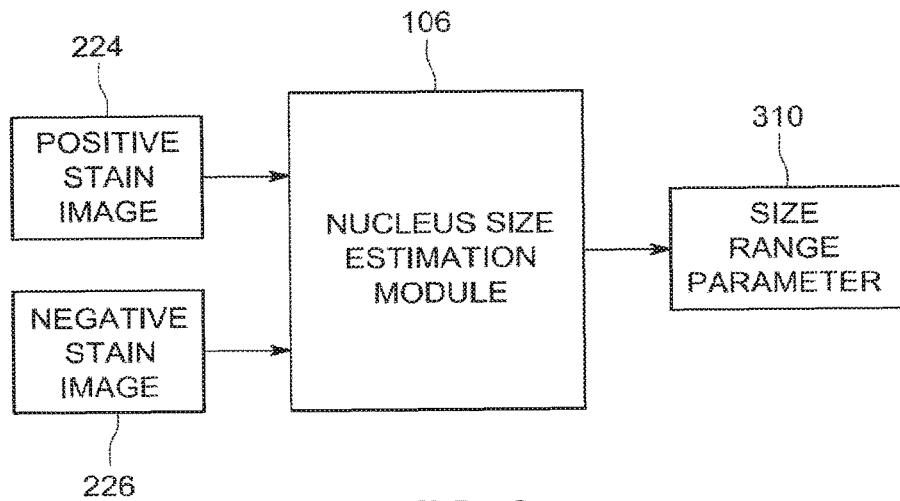 224
POSITIVE
STAIN
IMAGE
106
NUCLEUS SIZE
ESTIMATION
MODULE
310
SIZE
RANGE
PARAMETER
NEGATIVE
STAIN
IMAGE
226